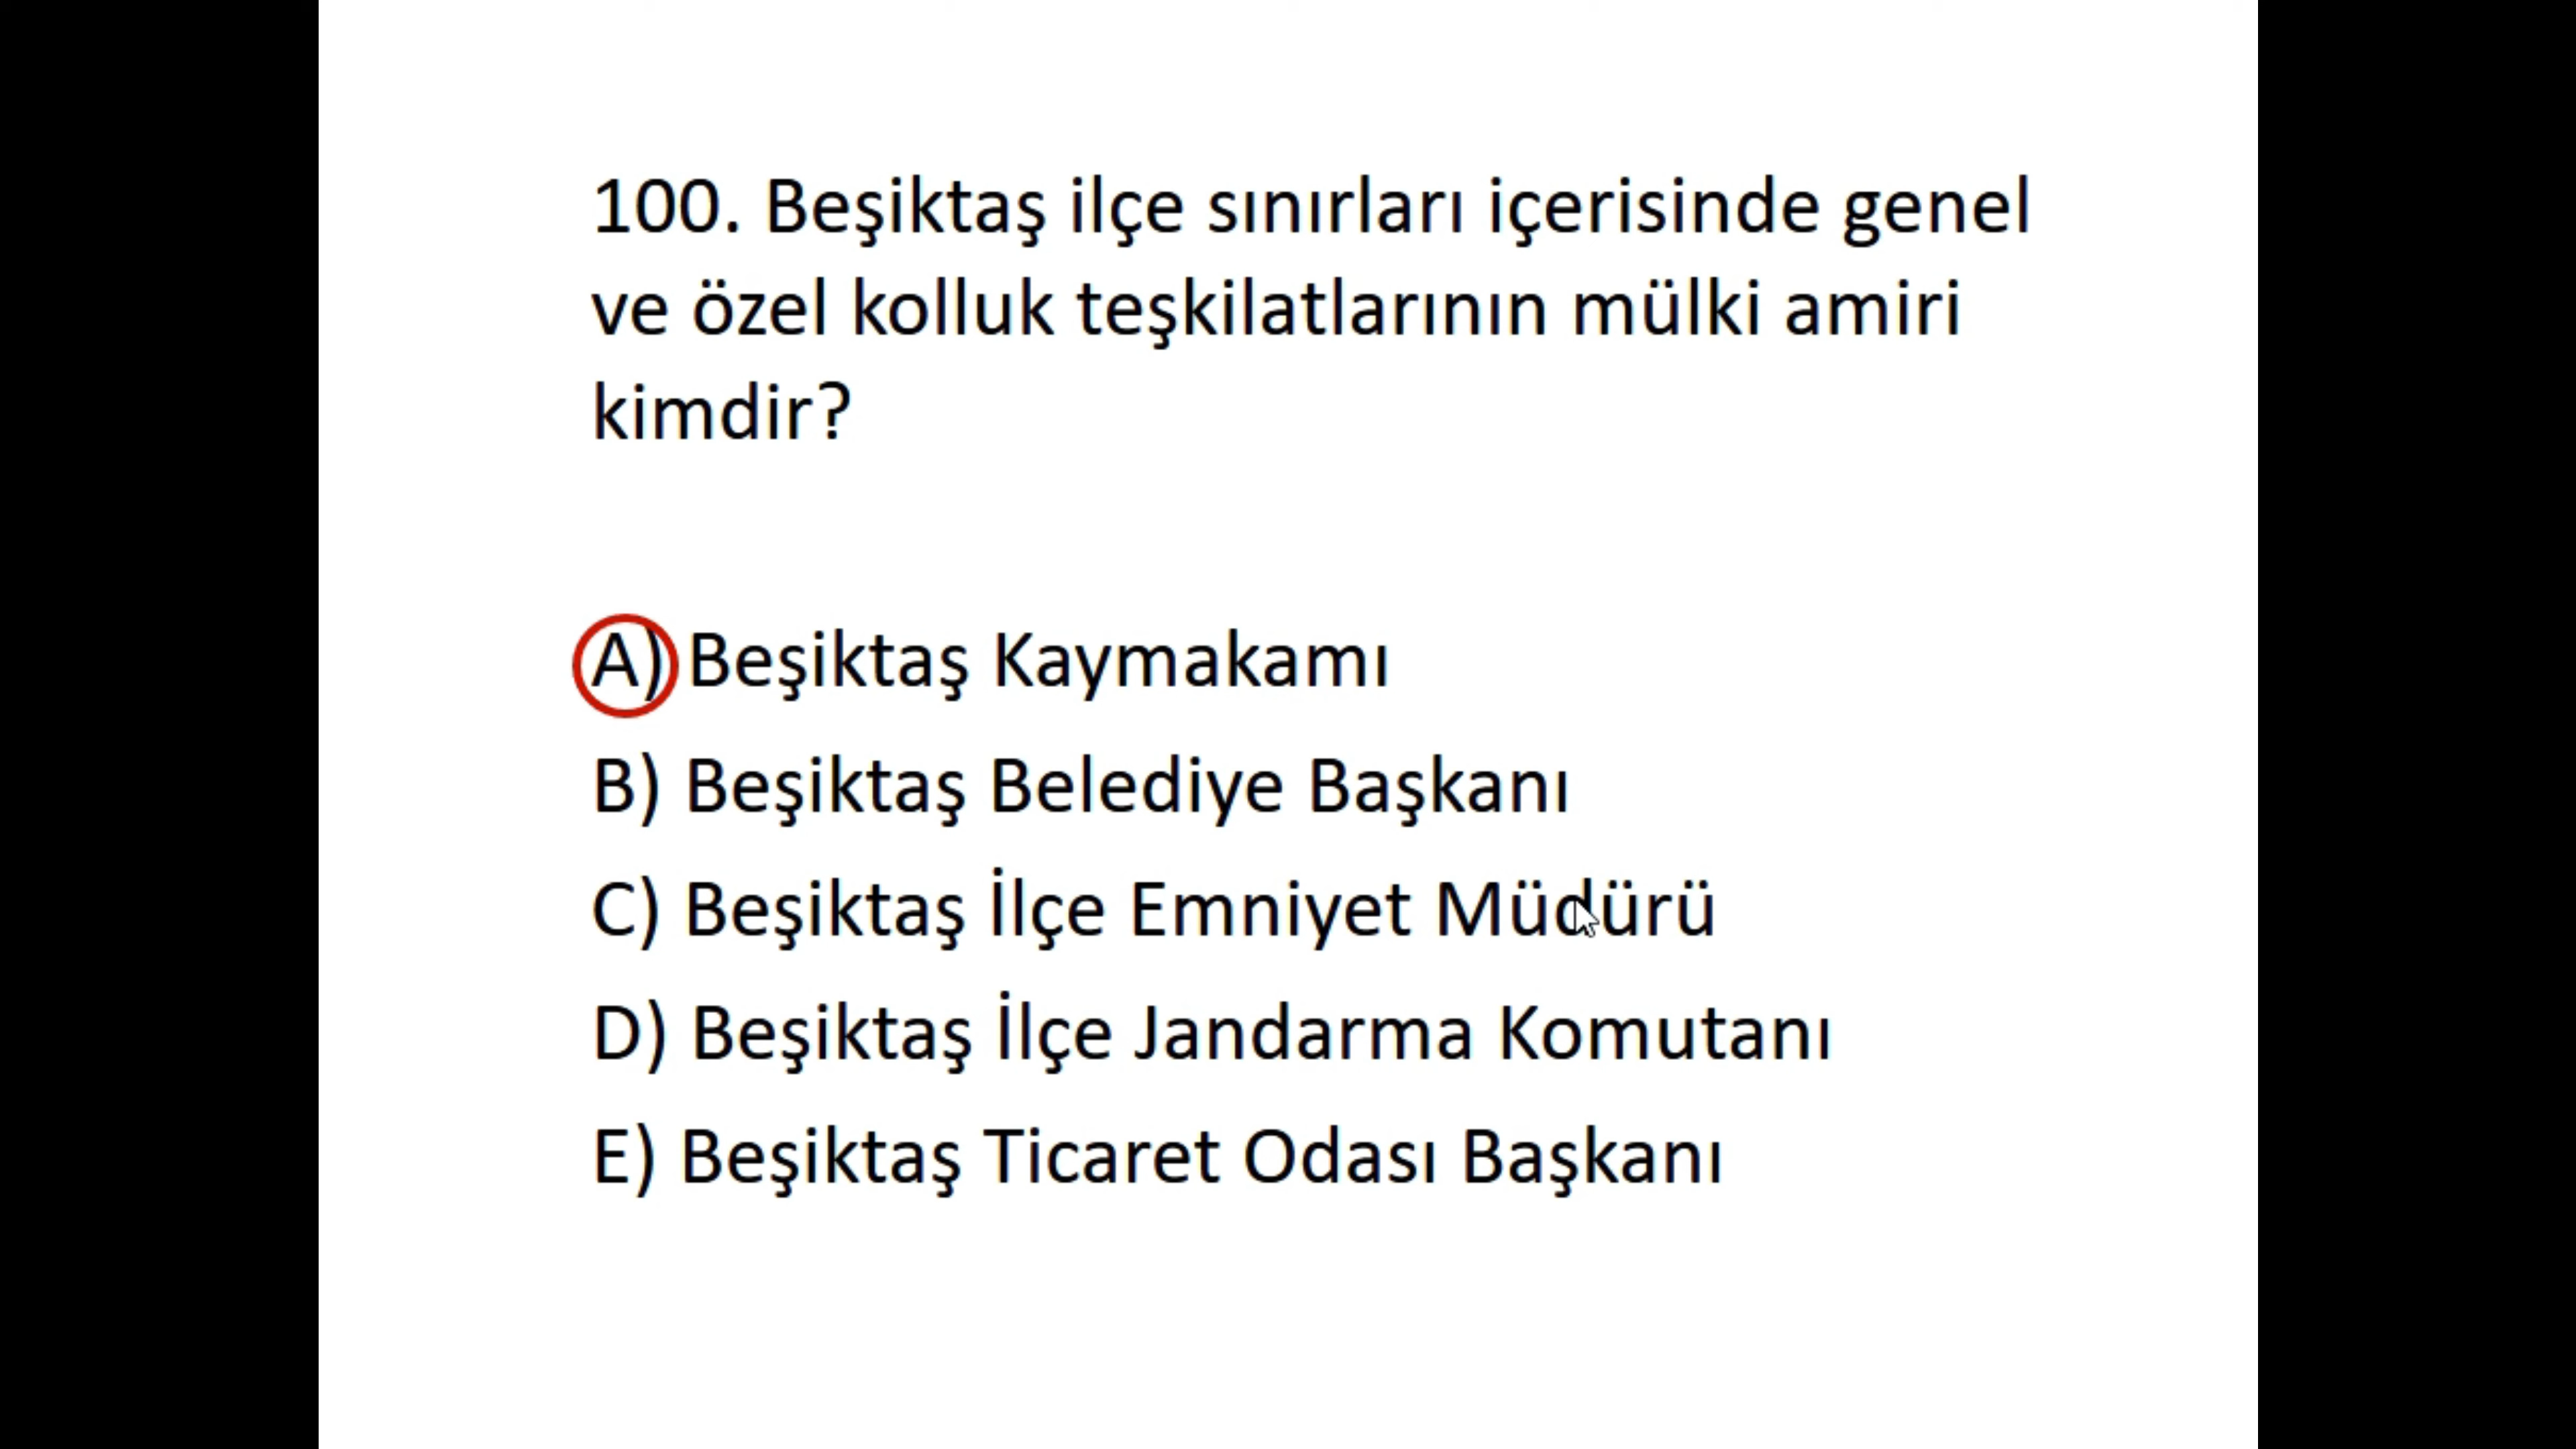 100. Beşiktaş ilçe sınırları içerisinde genel
ve özel kolluk teşkilatlarının mülki amiri
kimdir?
A) Beşiktaş Kaymakamı
B) Beşiktaş Belediye Başkanı
C) Beşiktaş İlçe Emniyet Müdürü
D) Beşiktaş İlçe Jandarma Komutanı
E) Beşiktaş Ticaret Odası Başkanı